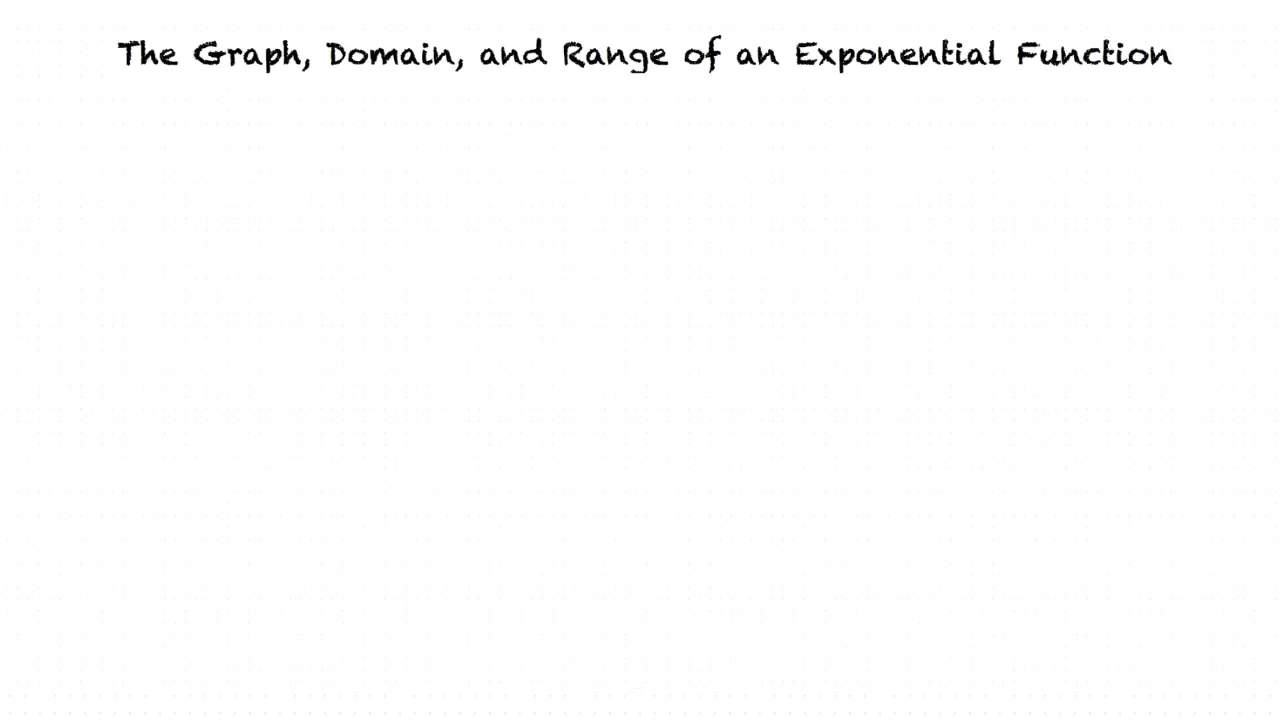 The Graph, Domain, and Range of an Exponential Function